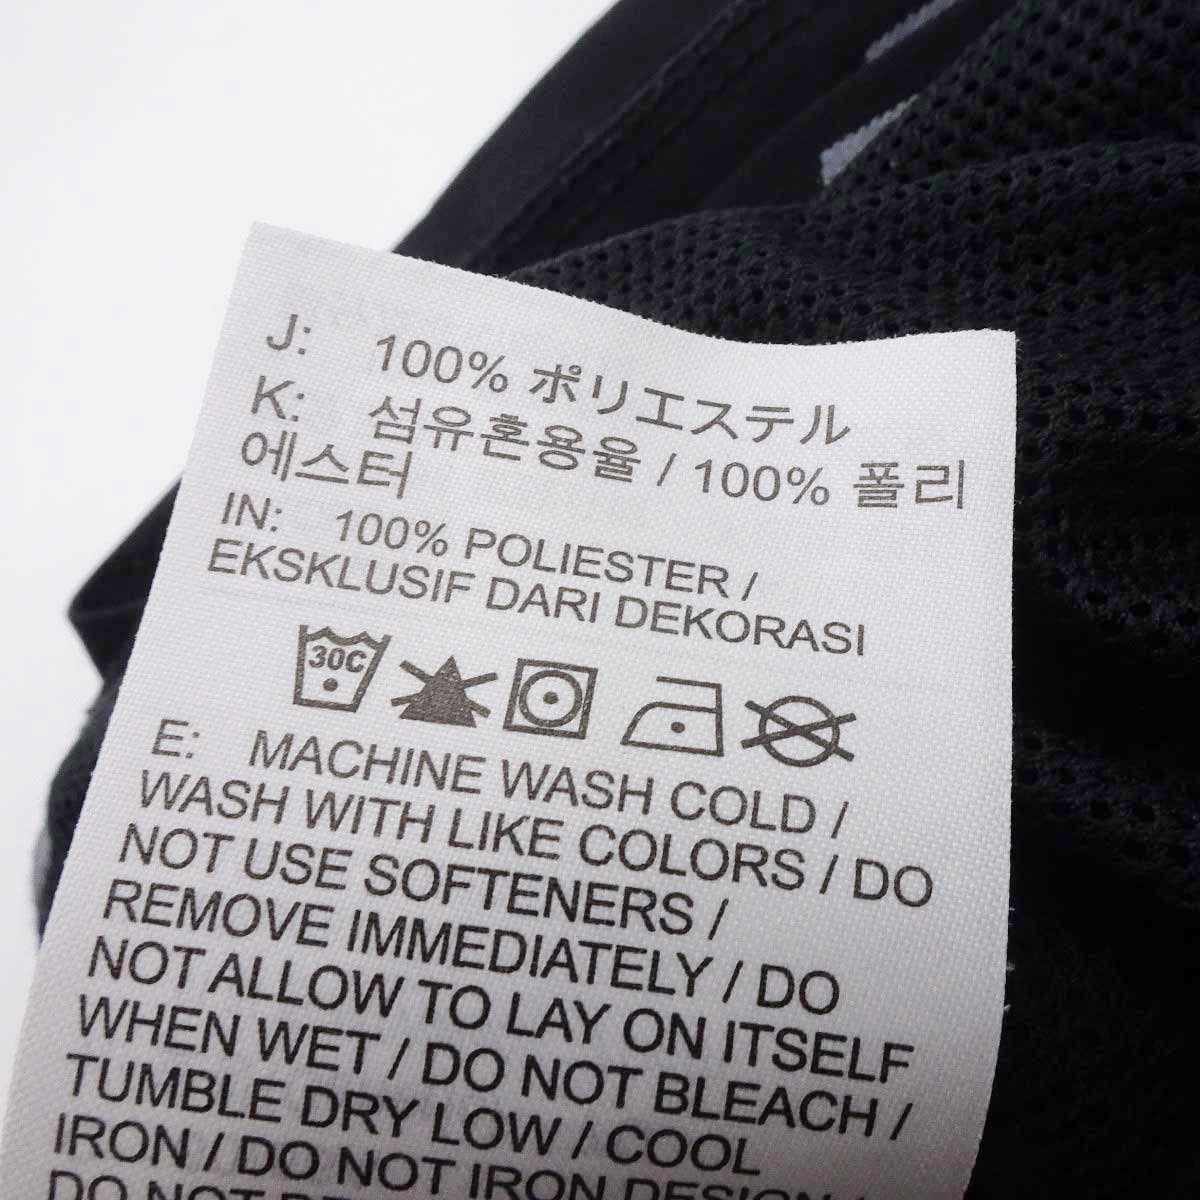 J: 100% ポリエステル
K: 섬유혼용율 / 100% 폴리
에스터
IN: 100% POLIESTER /
EKSKLUSIF DARI DEKORASI
30C
E: MACHINE WASH COLD /
WASH WITH LIKE COLORS / DO
NOT USE SOFTENERS /
REMOVE IMMEDIATELY / DO
NOT ALLOW TO LAY ON ITSELF
WHEN WET / DO NOT BLEACH /
TUMBLE DRY LOW / COOL
IRON / DO NOT IRON DESIGN /
DO NOT